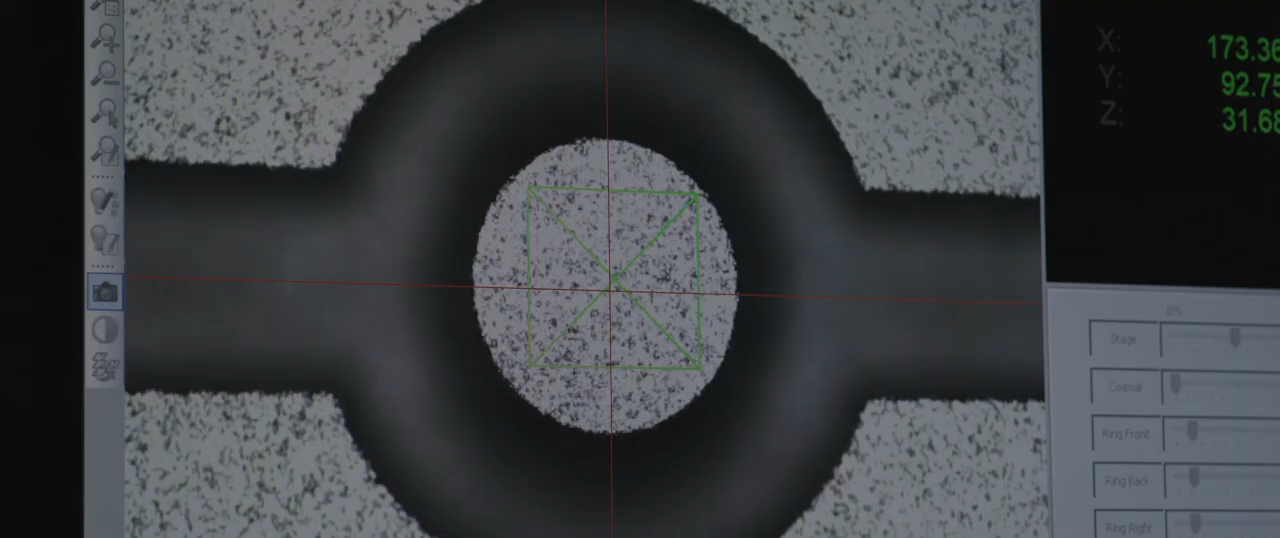 X: 173.36
Y: 92.75
Z: 31.68
0%
Stage
Coaxial
Ring Front
Ring Back
Ring Right